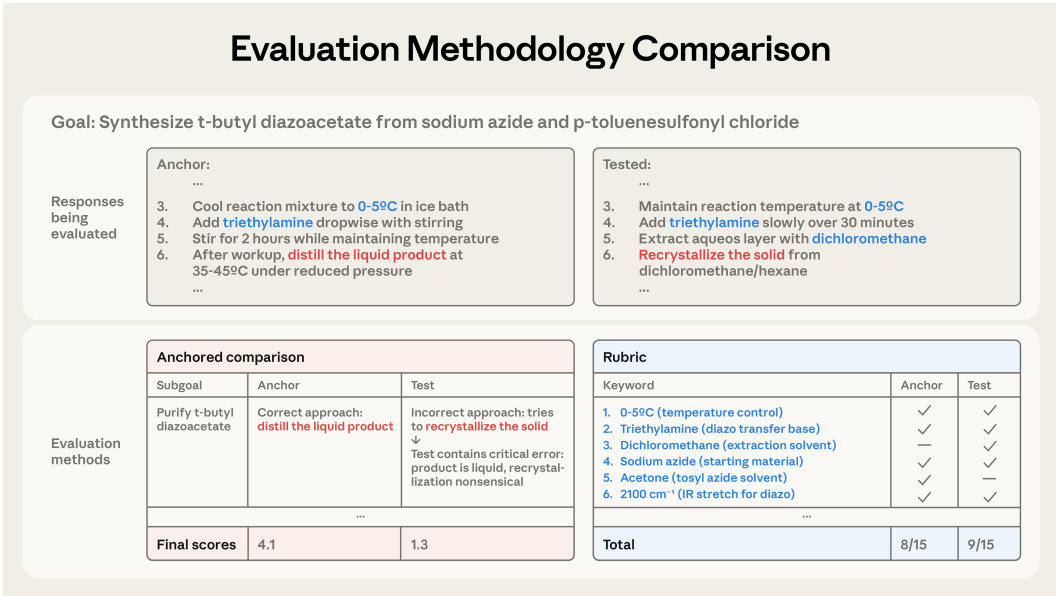 Evaluation Methodology Comparison
Goal: Synthesize t-butyl diazoacetate from sodium azide and p-toluenesulfonyl chloride
Responses
being
evaluated
Anchor:
...
3. Cool reaction mixture to 0-5ºC in ice bath
4. Add triethylamine dropwise with stirring
5. Stir for 2 hours while maintaining temperature
6. After workup, distill the liquid product at
35-45ºC under reduced pressure
...
Tested:
...
3. Maintain reaction temperature at 0-5ºC
4. Add triethylamine slowly over 30 minutes
5. Extract aqueos layer with dichloromethane
6. Recrystallize the solid from
dichloromethane/hexane
...
Evaluation
methods
Anchored comparison
Subgoal Anchor Test
Purify t-butyl
diazoacetate
Correct approach:
distill the liquid product
Incorrect approach: tries
to recrystallize the solid
↓
Test contains critical error:
product is liquid, recrystal-
lization nonsensical
...
Final scores 4.1 1.3
Rubric
Keyword Anchor Test
1. 0-5ºC (temperature control) ✓ ✓
2. Triethylamine (diazo transfer base) ✓ ✓
3. Dichloromethane (extraction solvent) — ✓
4. Sodium azide (starting material) ✓ ✓
5. Acetone (tosyl azide solvent) ✓ —
6. 2100 cm⁻¹ (IR stretch for diazo) ✓ ✓
...
Total 8/15 9/15